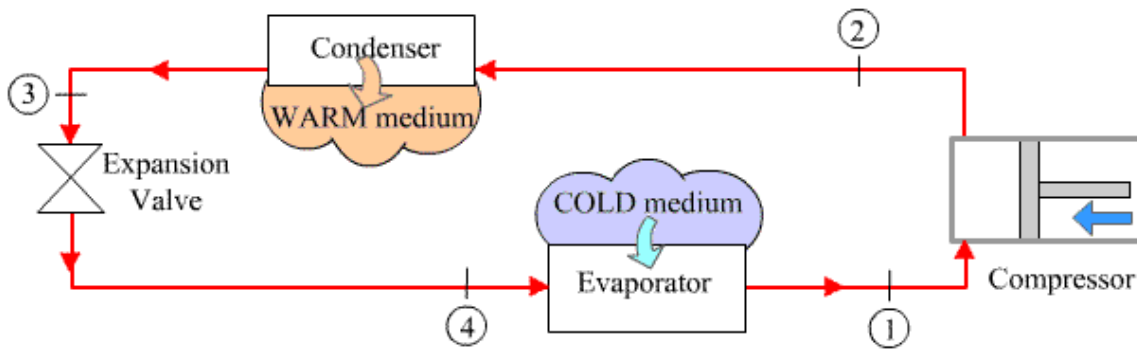 2
Condenser
3
WARM medium
Expansion
Valve
COLD medium
Evaporator
Compressor
4
1